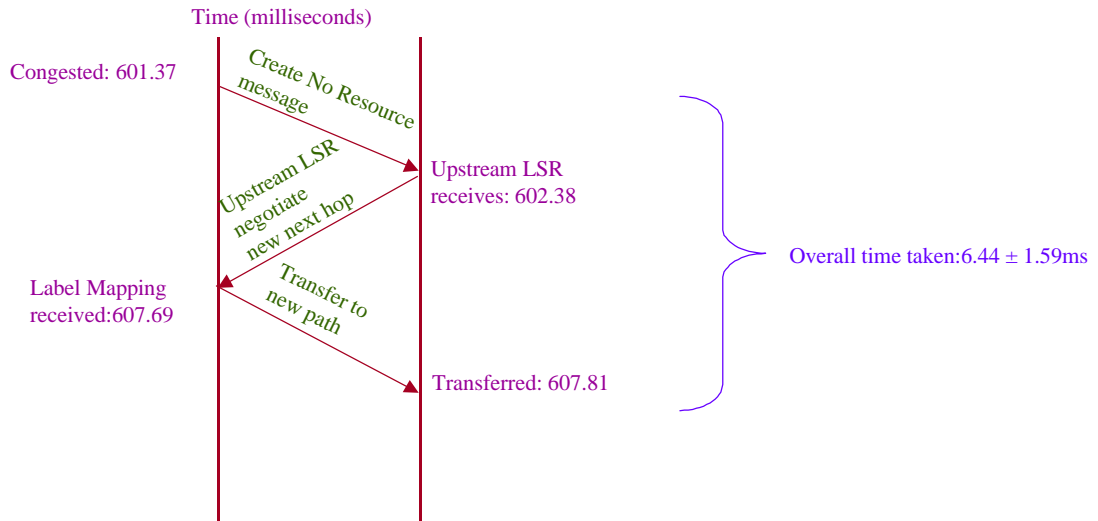 Time (milliseconds)
Congested: 601.37
Create No Resource
message
Upstream LSR
receives: 602.38
Upstream LSR
negotiate
new next hop
Overall time taken:6.44 ± 1.59ms
Label Mapping
received:607.69
Transfer to
new path
Transferred: 607.81